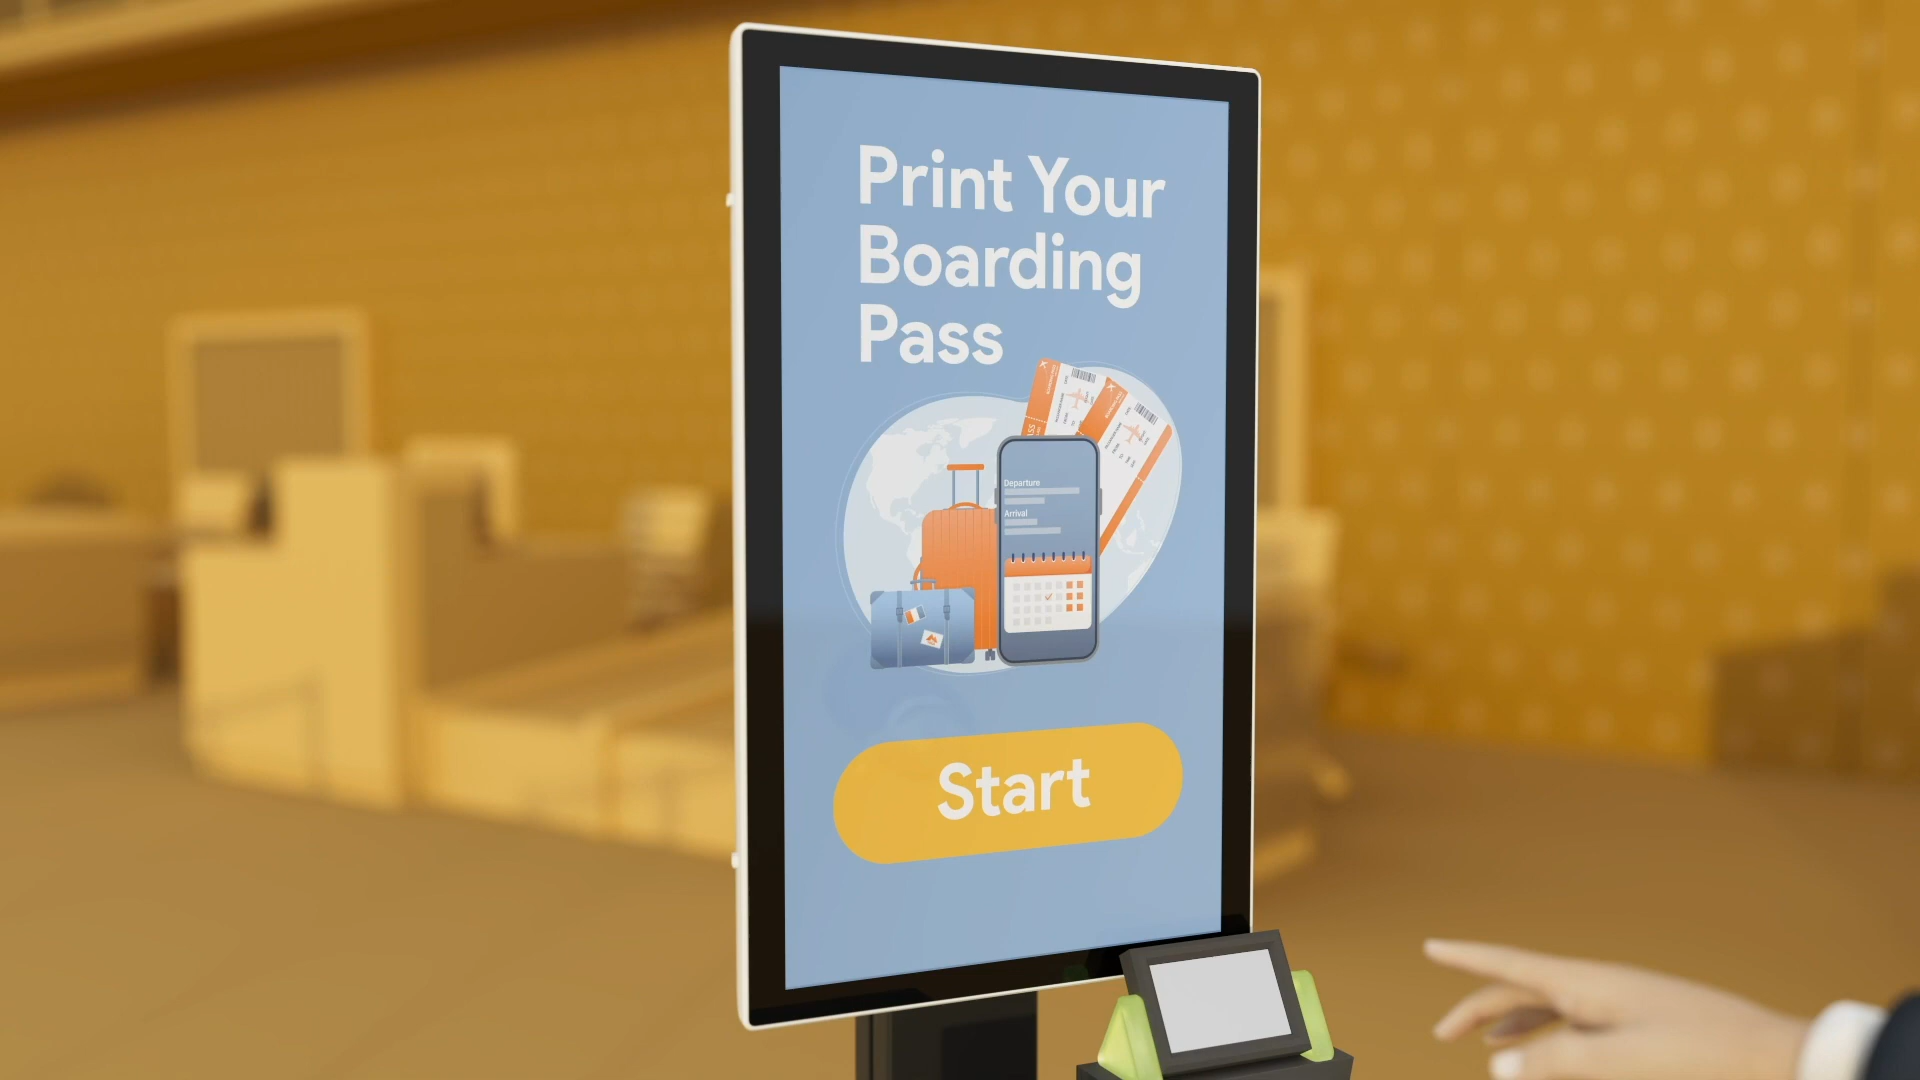 Print Your
Boarding
Pass
Departure
Arrival
Start